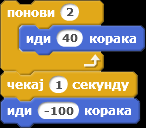 понови 2
иди 40 корака
чекај 1 секунду
иди -100 корака